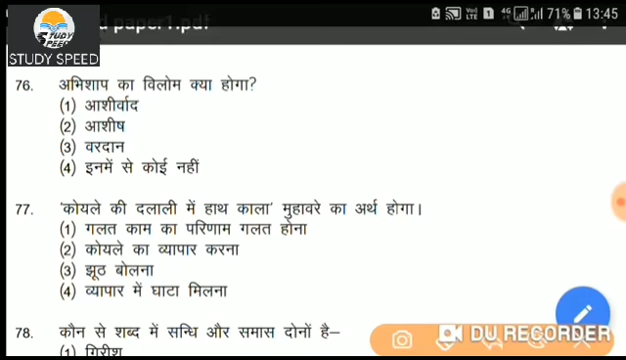 paper1.pdf
71% 13:45
STUDY SPEED
STUDY SPEED
76. अभिशाप का विलोम क्या होगा?
(1) आशीर्वाद
(2) आशीष
(3) वरदान
(4) इनमें से कोई नहीं
77. 'कोयले की दलाली में हाथ काला' मुहावरे का अर्थ होगा।
(1) गलत काम का परिणाम गलत होना
(2) कोयले का व्यापार करना
(3) झूठ बोलना
(4) व्यापार में घाटा मिलना
78. कौन से शब्द में सन्धि और समास दोनों है–
(1) गिरीश
DU RECORDER